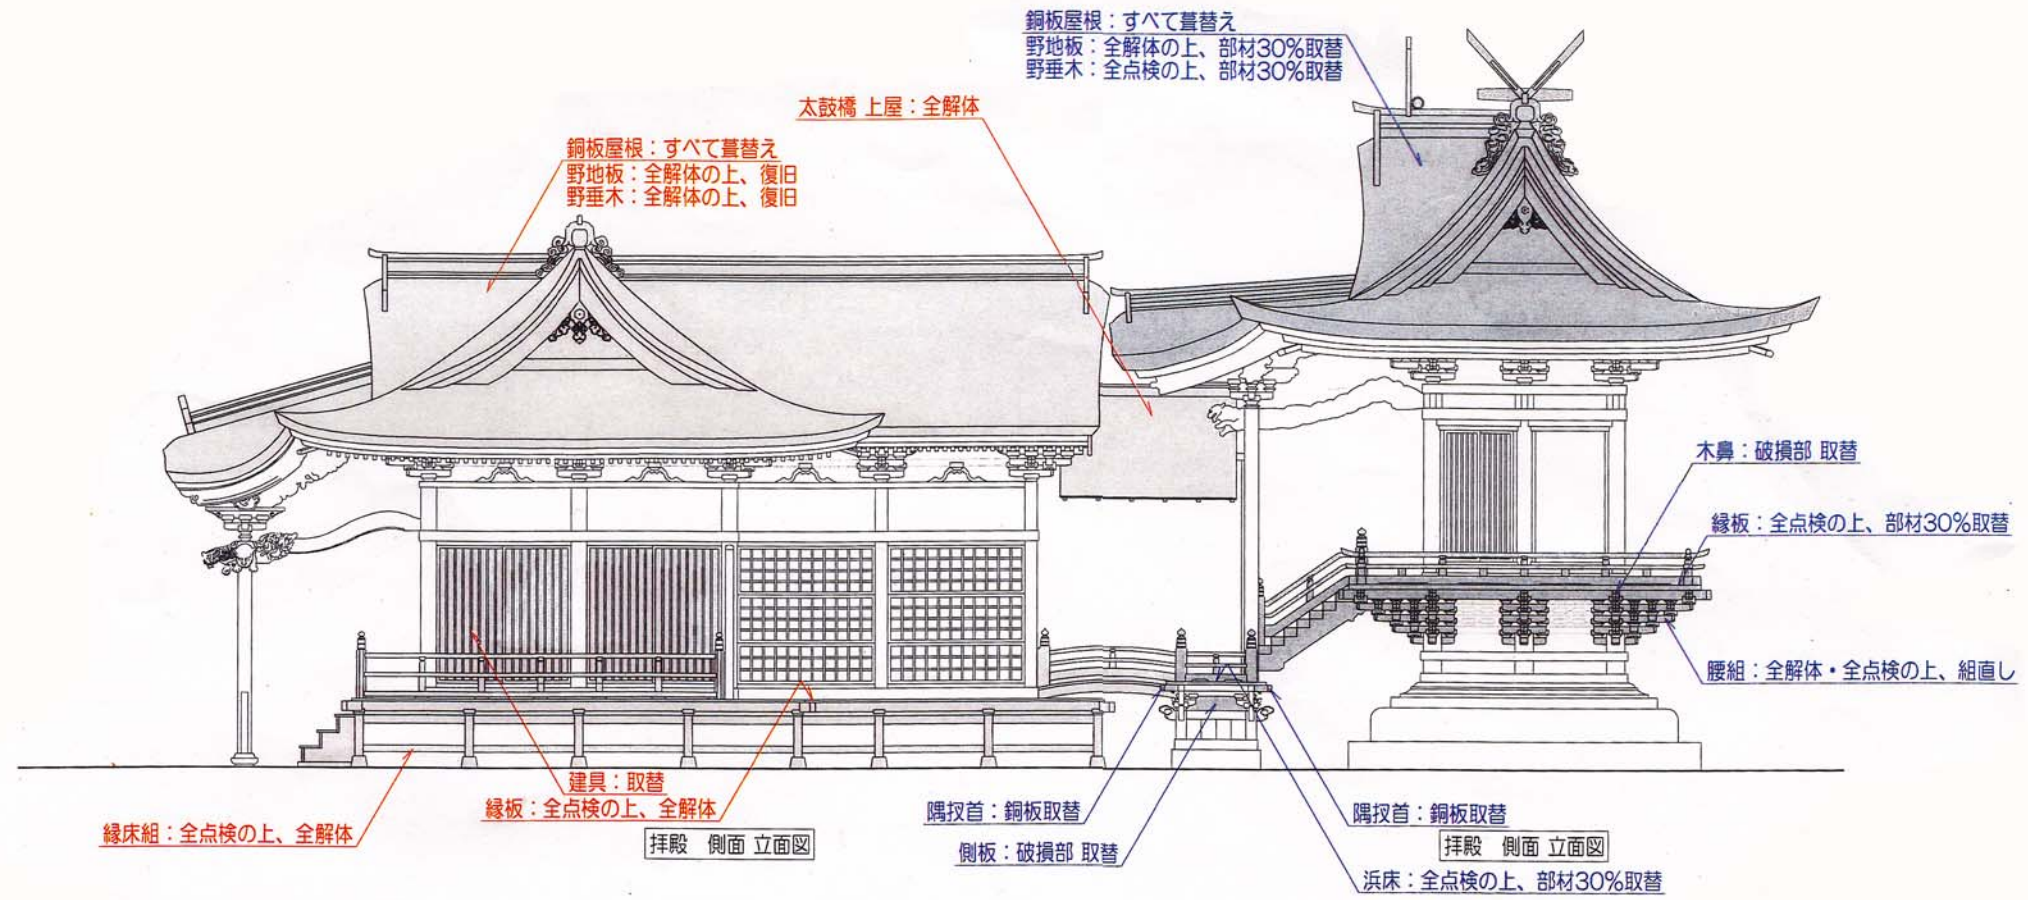 銅板屋根：すべて葺替え
野地板：全解体の上、部材30%取替
野垂木：全点検の上、部材30%取替
太鼓橋 上屋：全解体
銅板屋根：すべて葺替え
野地板：全解体の上、復旧
野垂木：全解体の上、復旧
木鼻：破損部 取替
縁板：全点検の上、部材30%取替
腰組：全解体・全点検の上、組直し
建具：取替
縁板：全点検の上、全解体
縁床組：全点検の上、全解体
拝殿 側面 立面図
隅扠首：銅板取替
側板：破損部 取替
隅扠首：銅板取替
拝殿 側面 立面図
浜床：全点検の上、部材30%取替